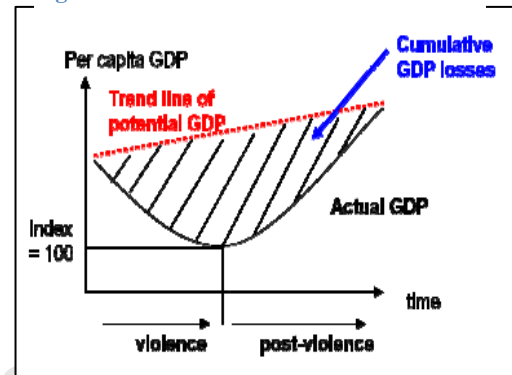 Per capita GDP
Cumulative
GDP losses
Trend line of
potential GDP
Actual GDP
Index
= 100
time
violence
post-violence